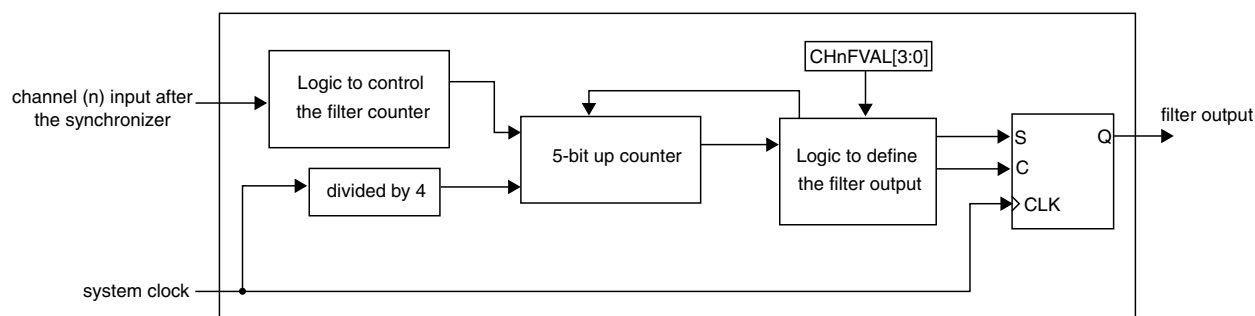 CHnFVAL[3:0]
Logic to control
the filter counter
channel (n) input after
the synchronizer
filter output
S
Q
5-bit up counter
Logic to define
the filter output
C
divided by 4
CLK
system clock